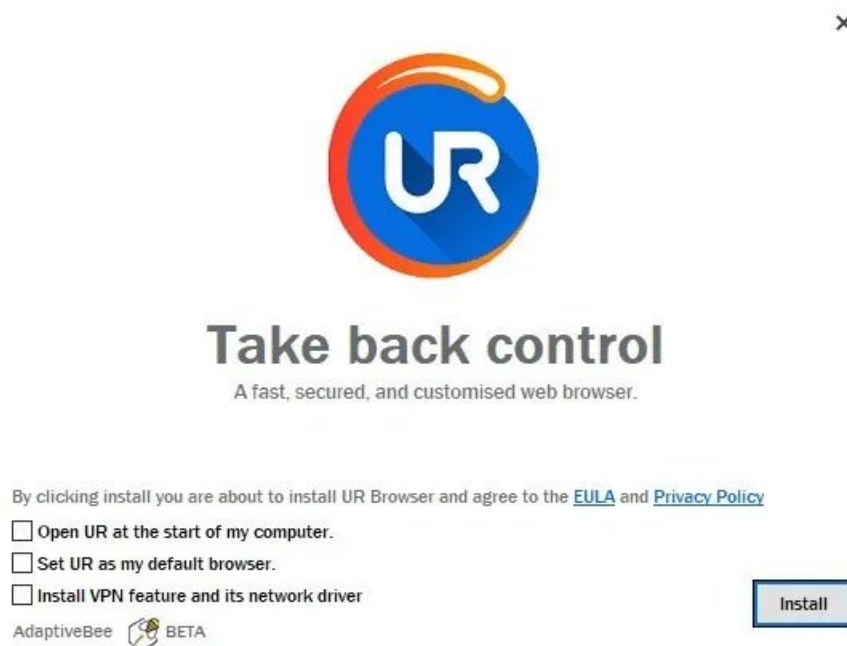 UR
Take back control
A fast, secured, and customised web browser.
By clicking install you are about to install UR Browser and agree to the EULA and Privacy Policy
Open UR at the start of my computer.
Set UR as my default browser.
Install VPN feature and its network driver
Install
AdaptiveBee BETA